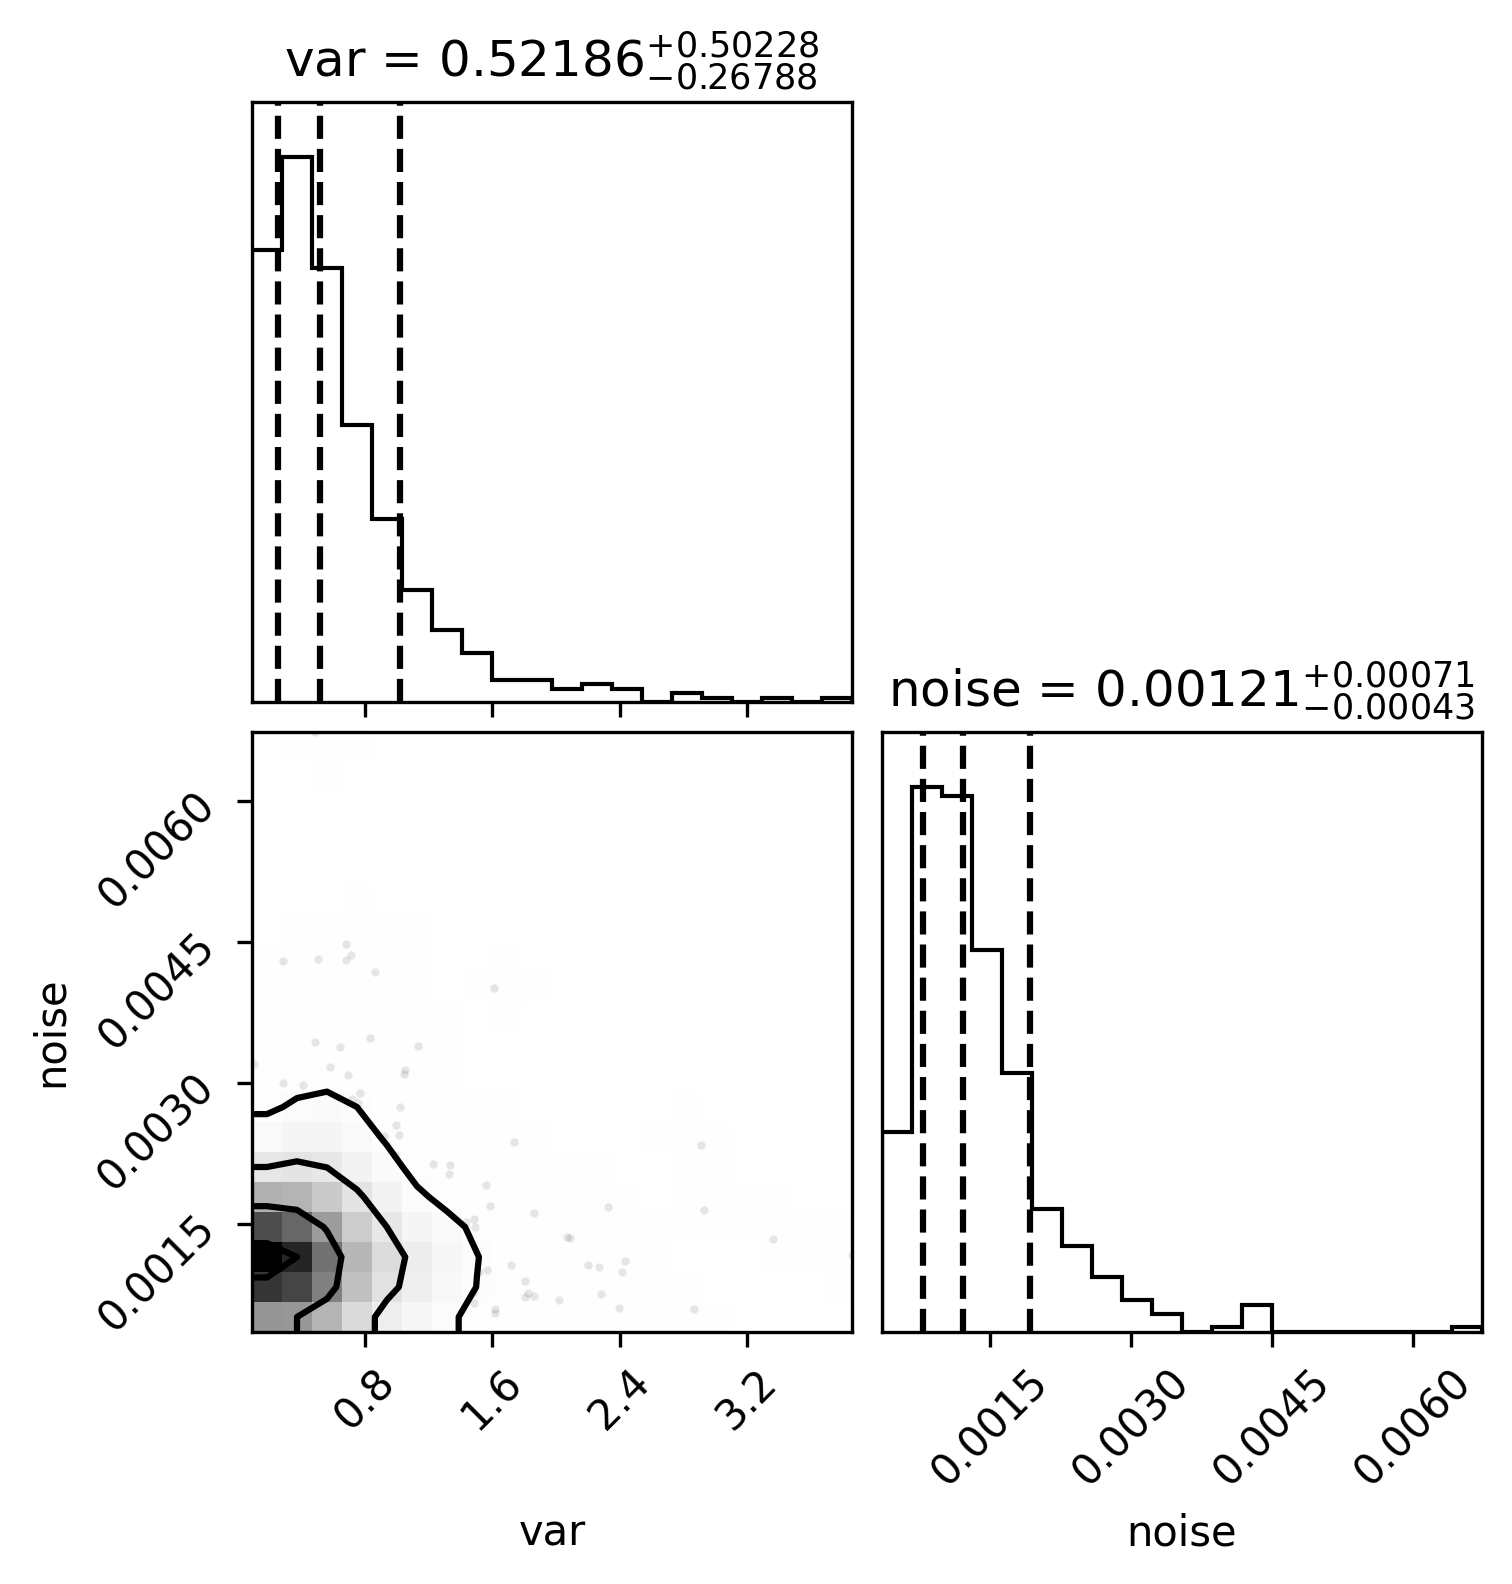 var = 0.52186 +0.50228 −0.26788
noise = 0.00121 +0.00071 −0.00043
0.0060
0.0045
0.0030
0.0015
noise
0.8 1.6 2.4 3.2
var
0.0015 0.0030 0.0045 0.0060
noise